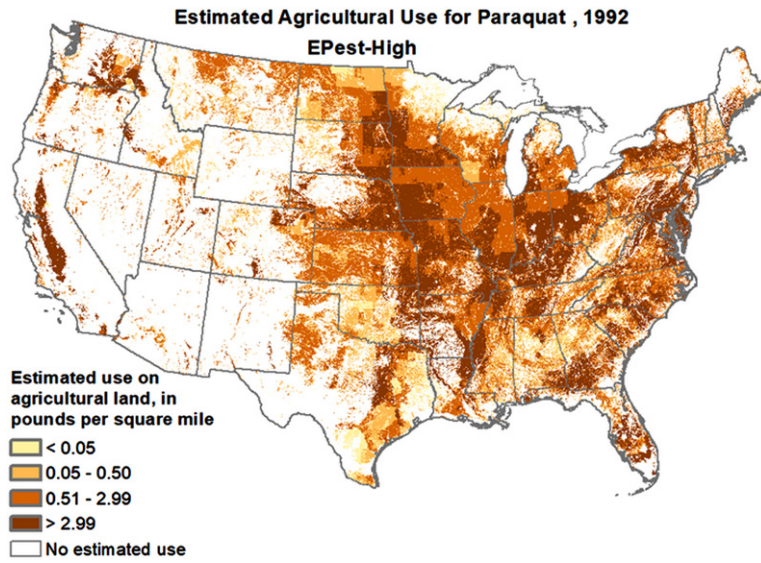 Estimated Agricultural Use for Paraquat , 1992
EPest-High
Estimated use on
agricultural land, in
pounds per square mile
< 0.05
0.05 - 0.50
0.51 - 2.99
> 2.99
No estimated use